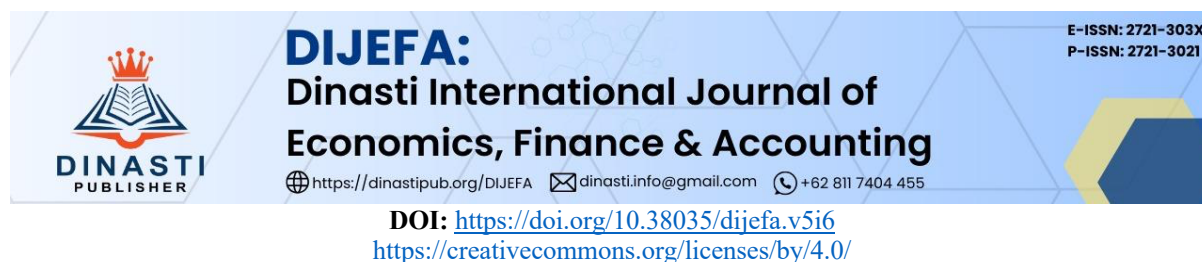 E-ISSN: 2721-303X
P-ISSN: 2721-3021
DIJEFA:
Dinasti International Journal of
Economics, Finance & Accounting
DINASTI
PUBLISHER
https://dinastipub.org/DIJEFA dinasti.info@gmail.com +62 811 7404 455
DOI: https://doi.org/10.38035/dijefa.v5i6
https://creativecommons.org/licenses/by/4.0/